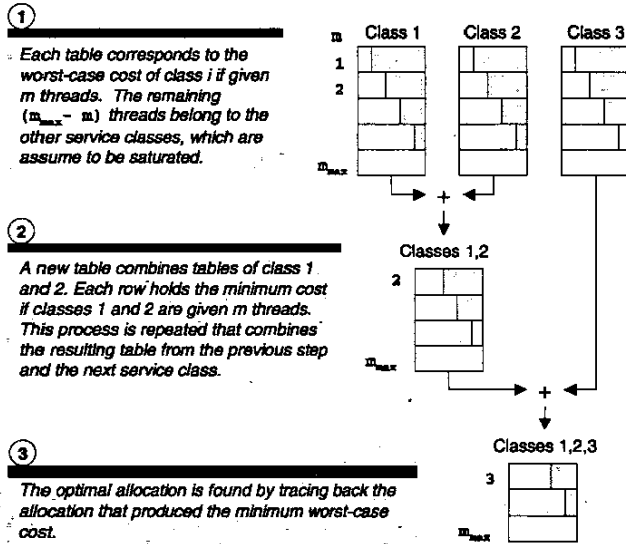 1
m Class 1 Class 2 Class 3
Each table corresponds to the
worst-case cost of class i if given
m threads. The remaining
(m_max- m) threads belong to the
other service classes, which are
assume to be saturated.
1
2
m_max
+
2
Classes 1,2
A new table combines tables of class 1
and 2. Each row holds the minimum cost
if classes 1 and 2 are given m threads.
This process is repeated that combines
the resulting table from the previous step
and the next service class.
2
m_max
+
3
Classes 1,2,3
The optimal allocation is found by tracing back the
allocation that produced the minimum worst-case
cost.
3
m_max